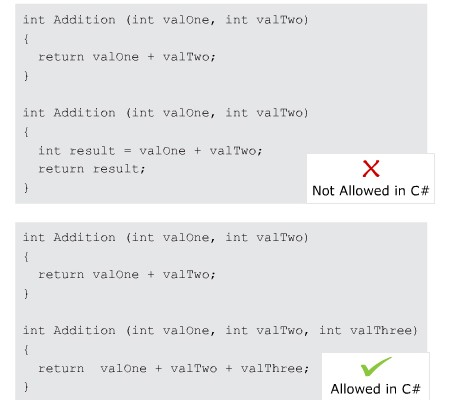 int Addition (int valOne, int valTwo)
{
return valOne + valTwo;
}
int Addition (int valOne, int valTwo)
{
int result = valOne + valTwo;
return result;
}
Not Allowed in C#
int Addition (int valOne, int valTwo)
{
return valOne + valTwo;
}
int Addition (int valOne, int valTwo, int valThree)
{
return valOne + valTwo + valThree;
}
Allowed in C#